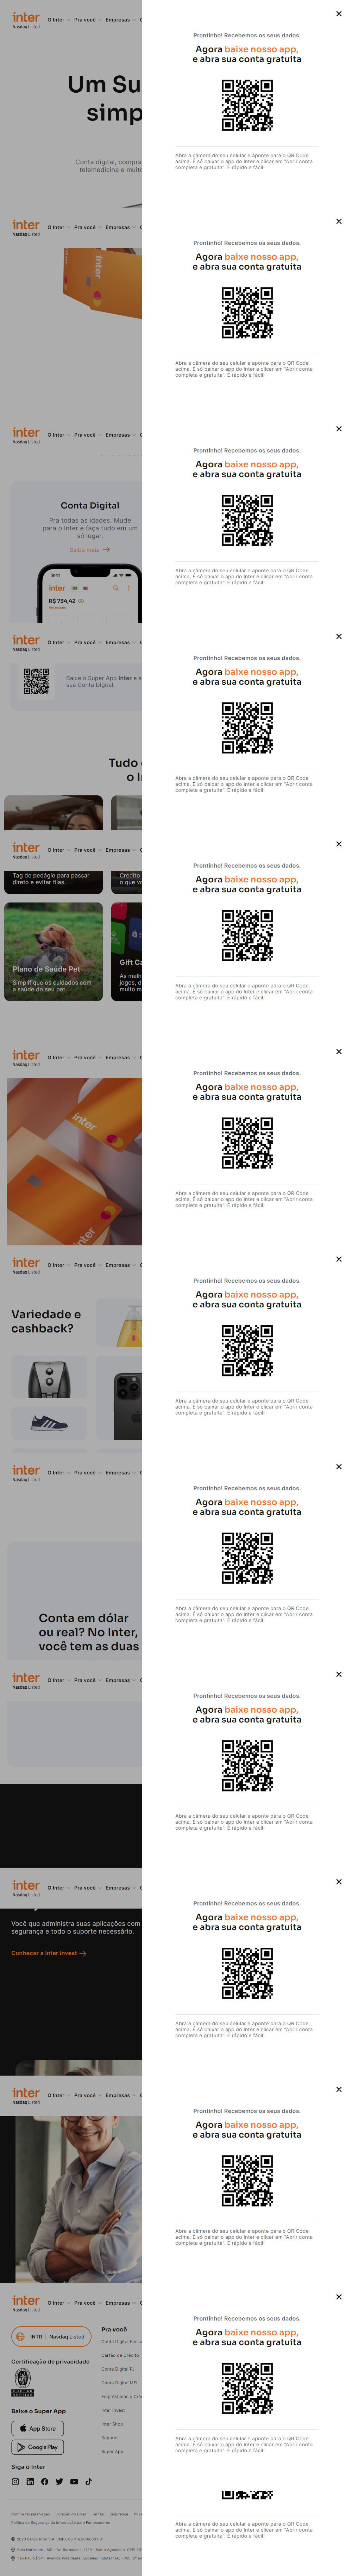 inter
Nasdaq Listed
O Inter
Pra você
Empresas
Um Su
simp
Conta digital, compra
telemedicina e muito
Prontinho! Recebemos os seus dados.
Agora baixe nosso app,
e abra sua conta gratuita
Abra a câmera do seu celular e aponte para o QR Code
acima. É só baixar o app do Inter e clicar em "Abrir conta
completa e gratuita". É rápido e fácil!
inter
Nasdaq Listed
O Inter
Pra você
Empresas
inter
Prontinho! Recebemos os seus dados.
Agora baixe nosso app,
e abra sua conta gratuita
Abra a câmera do seu celular e aponte para o QR Code
acima. É só baixar o app do Inter e clicar em "Abrir conta
completa e gratuita". É rápido e fácil!
inter
Nasdaq Listed
O Inter
Pra você
Empresas
Conta Digital
Pra todas as idades. Mude
para o Inter e faça tudo em um
só lugar.
Saiba mais
9:41
inter
R$ 734,42
Prontinho! Recebemos os seus dados.
Agora baixe nosso app,
e abra sua conta gratuita
Abra a câmera do seu celular e aponte para o QR Code
acima. É só baixar o app do Inter e clicar em "Abrir conta
completa e gratuita". É rápido e fácil!
inter
Nasdaq Listed
O Inter
Pra você
Empresas
Baixe o Super App Inter e a
sua Conta Digital.
Tudo
o In
Prontinho! Recebemos os seus dados.
Agora baixe nosso app,
e abra sua conta gratuita
Abra a câmera do seu celular e aponte para o QR Code
acima. É só baixar o app do Inter e clicar em "Abrir conta
completa e gratuita". É rápido e fácil!
inter
Nasdaq Listed
O Inter
Pra você
Empresas
Tag de pedágio para passar
direto e evitar filas.
Crédito
o que vo
Plano de Saúde Pet
Simplifique os cuidados com
a saúde do seu pet.
Gift Ca
As melho
jogos, d
muito ma
Prontinho! Recebemos os seus dados.
Agora baixe nosso app,
e abra sua conta gratuita
Abra a câmera do seu celular e aponte para o QR Code
acima. É só baixar o app do Inter e clicar em "Abrir conta
completa e gratuita". É rápido e fácil!
inter
Nasdaq Listed
O Inter
Pra você
Empresas
inter
inter
Prontinho! Recebemos os seus dados.
Agora baixe nosso app,
e abra sua conta gratuita
Abra a câmera do seu celular e aponte para o QR Code
acima. É só baixar o app do Inter e clicar em "Abrir conta
completa e gratuita". É rápido e fácil!
inter
Nasdaq Listed
O Inter
Pra você
Empresas
Variedade e
cashback?
Prontinho! Recebemos os seus dados.
Agora baixe nosso app,
e abra sua conta gratuita
Abra a câmera do seu celular e aponte para o QR Code
acima. É só baixar o app do Inter e clicar em "Abrir conta
completa e gratuita". É rápido e fácil!
inter
Nasdaq Listed
O Inter
Pra você
Empresas
Conta em dólar
ou real? No Inter,
você tem as duas
Prontinho! Recebemos os seus dados.
Agora baixe nosso app,
e abra sua conta gratuita
Abra a câmera do seu celular e aponte para o QR Code
acima. É só baixar o app do Inter e clicar em "Abrir conta
completa e gratuita". É rápido e fácil!
inter
Nasdaq Listed
O Inter
Pra você
Empresas
Prontinho! Recebemos os seus dados.
Agora baixe nosso app,
e abra sua conta gratuita
Abra a câmera do seu celular e aponte para o QR Code
acima. É só baixar o app do Inter e clicar em "Abrir conta
completa e gratuita". É rápido e fácil!
inter
Nasdaq Listed
O Inter
Pra você
Empresas
Você que administra suas aplicações com
segurança e todo o suporte necessário.
Conhecer a Inter Invest
Prontinho! Recebemos os seus dados.
Agora baixe nosso app,
e abra sua conta gratuita
Abra a câmera do seu celular e aponte para o QR Code
acima. É só baixar o app do Inter e clicar em "Abrir conta
completa e gratuita". É rápido e fácil!
inter
Nasdaq Listed
O Inter
Pra você
Empresas
Prontinho! Recebemos os seus dados.
Agora baixe nosso app,
e abra sua conta gratuita
Abra a câmera do seu celular e aponte para o QR Code
acima. É só baixar o app do Inter e clicar em "Abrir conta
completa e gratuita". É rápido e fácil!
inter
Nasdaq Listed
O Inter
Pra você
Empresas
INTR
Nasdaq Listed
Certificação de privacidade
Baixe o Super App
App Store
Google Play
Siga o Inter
Pra você
Conta Digital Pesso
Cartão de Crédito
Conta Digital PJ
Conta Digital MEI
Empréstimos e Créd
Inter Invest
Inter Shop
Seguros
Super App
Prontinho! Recebemos os seus dados.
Agora baixe nosso app,
e abra sua conta gratuita
Abra a câmera do seu celular e aponte para o QR Code
acima. É só baixar o app do Inter e clicar em "Abrir conta
completa e gratuita". É rápido e fácil!
Tarifas
Segurança
Política de Segurança da Informação para Fornecedores
Abra a câmera do seu celular e aponte para o QR Code
acima. É só baixar o app do Inter e clicar em "Abrir conta
completa e gratuita". É rápido e fácil!